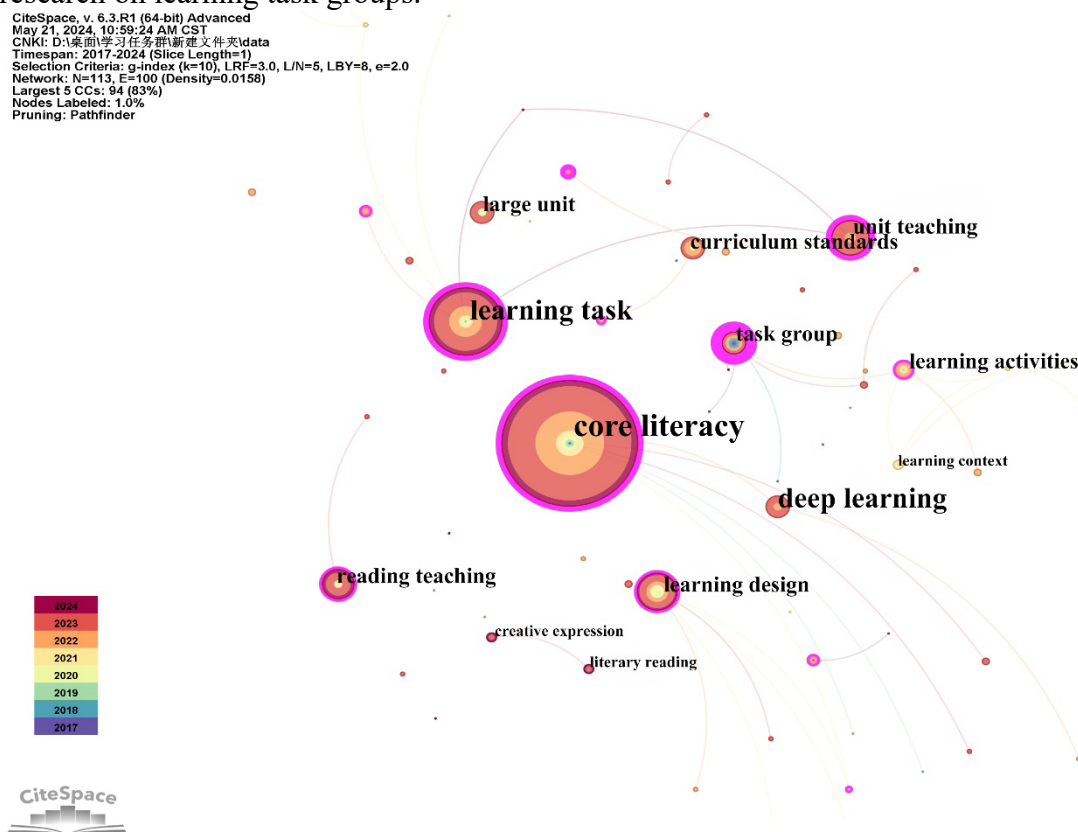 research on learning task groups.
CiteSpace, v. 6.3.R1 (64-bit) Advanced
May 21, 2024, 10:59:24 AM CST
CNKI: D:\桌面\学习任务群\新建文件夹\data
Timespan: 2017-2024 (Slice Length=1)
Selection Criteria: g-index (k=10), LRF=3.0, L/N=5, LBY=8, e=2.0
Network: N=113, E=100 (Density=0.0158)
Largest 5 CCs: 94 (83%)
Nodes Labeled: 1.0%
Pruning: Pathfinder
large unit
unit teaching
curriculum standards
learning task
task group
learning activities
core literacy
learning context
deep learning
reading teaching
learning design
creative expression
literary reading
2024
2023
2022
2021
2020
2019
2018
2017
CiteSpace